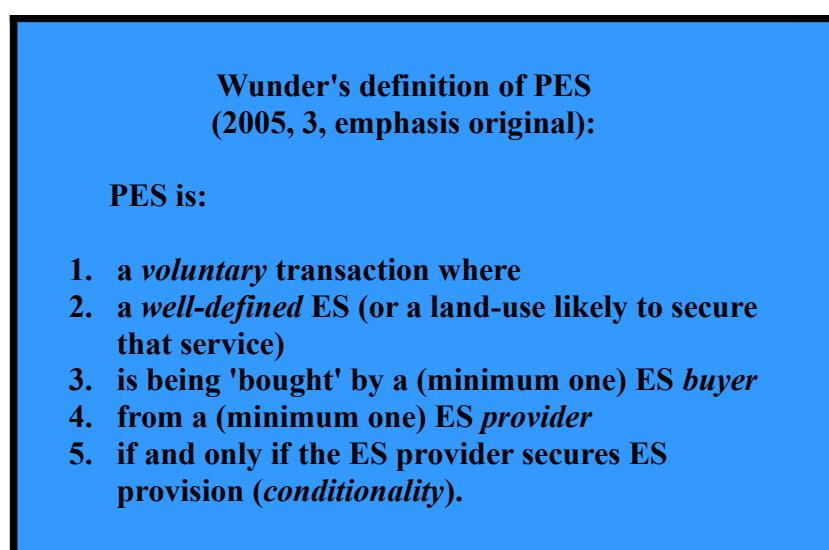 Wunder's definition of PES
(2005, 3, emphasis original):
PES is:
1. a voluntary transaction where
2. a well-defined ES (or a land-use likely to secure
that service)
3. is being 'bought' by a (minimum one) ES buyer
4. from a (minimum one) ES provider
5. if and only if the ES provider secures ES
provision (conditionality).